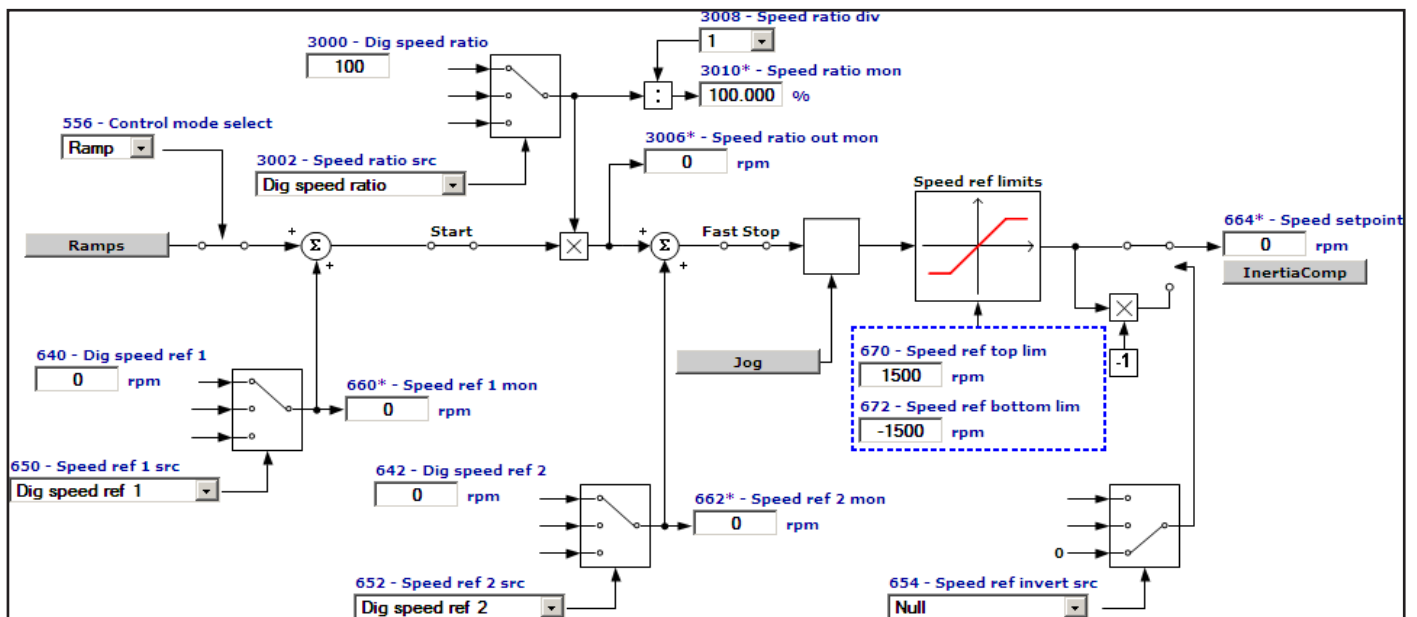 3008 - Speed ratio div
1
3000 - Dig speed ratio
100
:
3010* - Speed ratio mon
100.000 %
556 - Control mode select
Ramp
3002 - Speed ratio src
Dig speed ratio
3006* - Speed ratio out mon
0 rpm
Speed ref limits
664* - Speed setpoint
0 rpm
InertiaComp
Ramps
+
Σ
+
Start
×
+
Σ
+
Fast Stop
×
-1
640 - Dig speed ref 1
0 rpm
660* - Speed ref 1 mon
0 rpm
Jog
670 - Speed ref top lim
1500 rpm
672 - Speed ref bottom lim
-1500 rpm
650 - Speed ref 1 src
Dig speed ref 1
642 - Dig speed ref 2
0 rpm
662* - Speed ref 2 mon
0 rpm
0
652 - Speed ref 2 src
Dig speed ref 2
654 - Speed ref invert src
Null